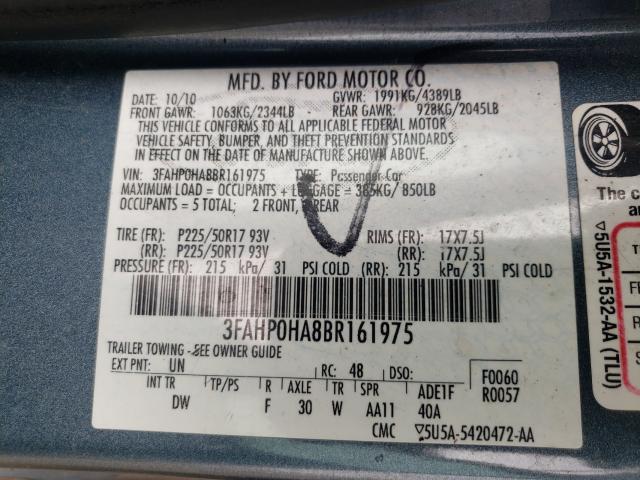 MFD. BY FORD MOTOR CO.
DATE: 10/10 GVWR: 1991KG/4389LB
FRONT GAWR: 1063KG/2344LB REAR GAWR: 928KG/2045LB
THIS VEHICLE CONFORMS TO ALL APPLICABLE FEDERAL MOTOR
VEHICLE SAFETY, BUMPER, AND THEFT PREVENTION STANDARDS
IN EFFECT ON THE DATE OF MANUFACTURE SHOWN ABOVE.
VIN: 3FAHP0HA8BR161975 TYPE: Passenger Car
MAXIMUM LOAD = OCCUPANTS + LUGGAGE = 385KG/ 850LB
OCCUPANTS = 5 TOTAL; 2 FRONT, 3 REAR
TIRE (FR): P225/50R17 93V RIMS (FR): 17X7.5J
(RR): P225/50R17 93V (RR): 17X7.5J
PRESSURE (FR): 215 kPa/ 31 PSI COLD (RR): 215 kPa/ 31 PSI COLD
3FAHP0HA8BR161975
TRAILER TOWING -SEE OWNER GUIDE
EXT PNT: UN RC: 48 DSO: F0060
R0057
INT TR TP/PS R AXLE TR SPR ADE1F
DW F 30 W AA11 40A
CMC ▽5U5A-5420472-AA
The
▽5U5A-1532-AA (TLU)